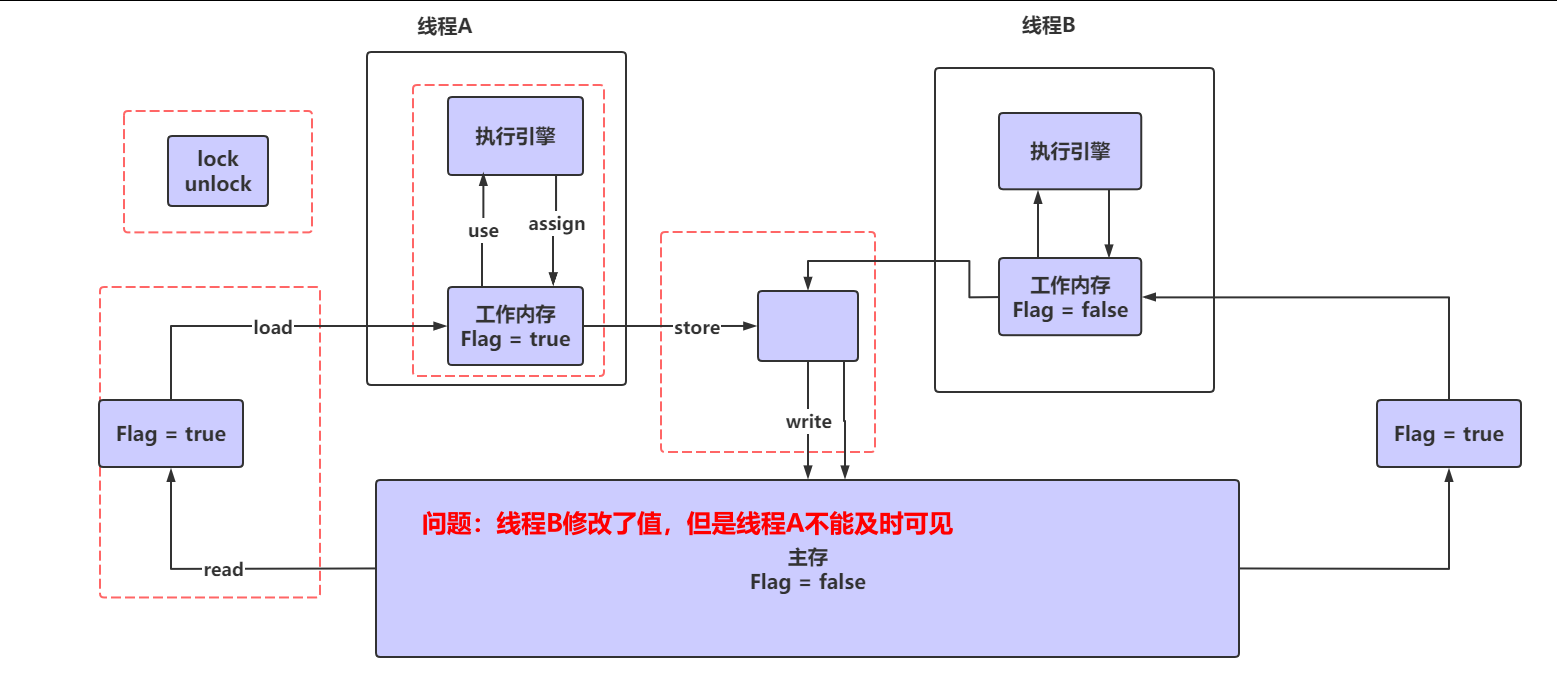 线程A
线程B
lock
unlock
执行引擎
use
assign
工作内存
Flag = true
load
Flag = true
read
store
write
执行引擎
工作内存
Flag = false
Flag = true
问题：线程B修改了值，但是线程A不能及时可见
主存
Flag = false